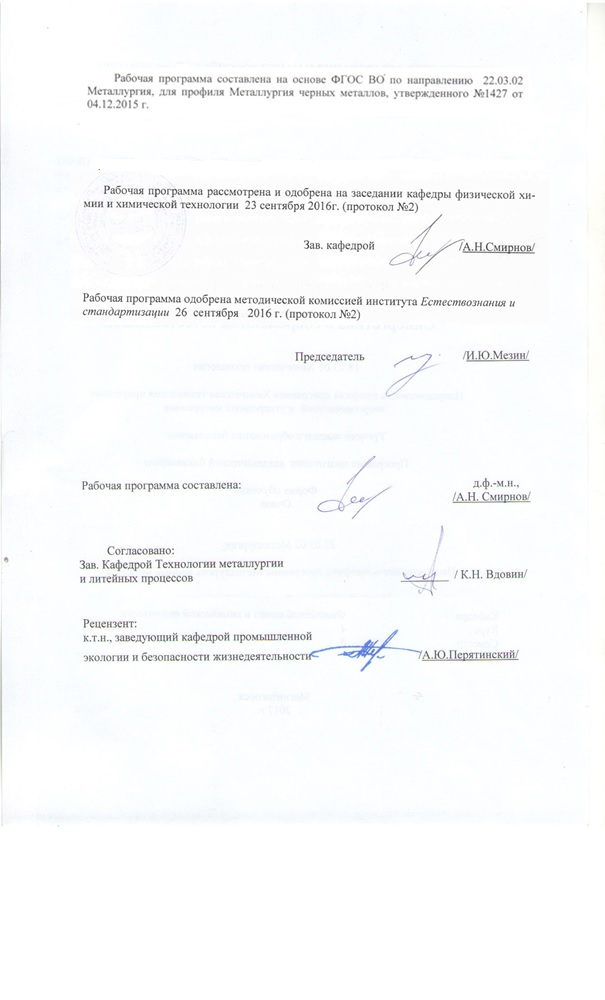 Рабочая программа составлена на основе ФГОС ВО по направлению 22.03.02
Металлургия, для профиля Металлургия черных металлов, утвержденного №1427 от
04.12.2015 г.
Рабочая программа рассмотрена и одобрена на заседании кафедры физической хи-
мии и химической технологии 23 сентября 2016г. (протокол №2)
Зав. кафедрой /А.Н.Смирнов/
Рабочая программа одобрена методической комиссией института Естествознания и
стандартизации 26 сентября 2016 г. (протокол №2)
Председатель /И.Ю.Мезин/
Рабочая программа составлена: д.ф.-м.н.,
/А.Н. Смирнов/
Согласовано:
Зав. Кафедрой Технологии металлургии
и литейных процессов / К.Н. Вдовин/
Рецензент:
к.т.н., заведующий кафедрой промышленной
экологии и безопасности жизнедеятельности /А.Ю.Перятинский/